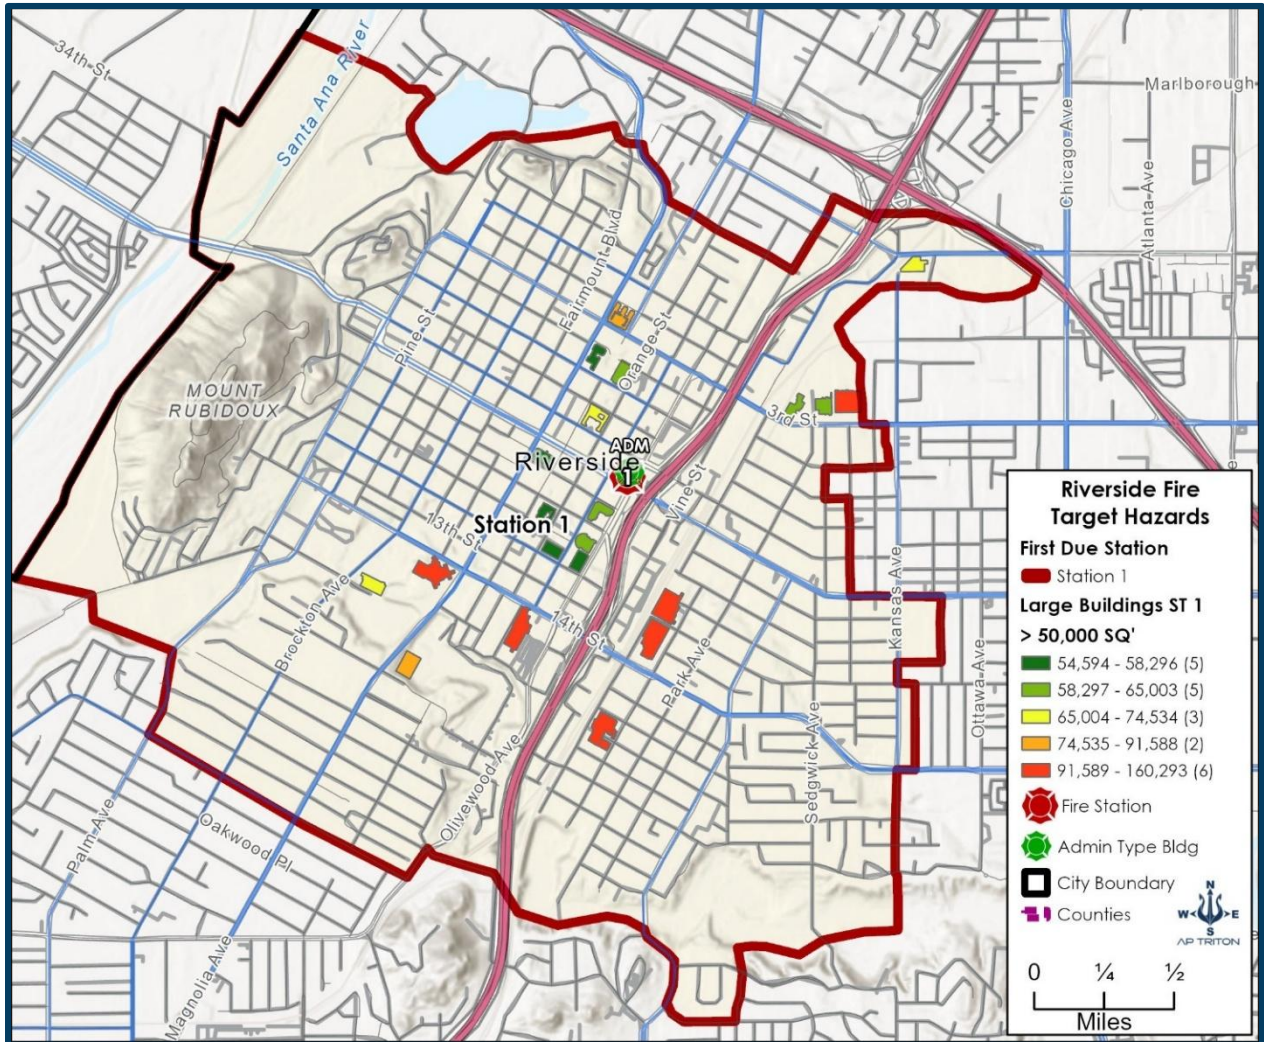 34th St
Santa Ana River
Marlborough
Chicago Ave
Atlanta Ave
Fairmount Blvd
Pine St
Orange St
MOUNT
RUBIDOUX
3rd St
ADM
Riverside
1
Vine St
Station 1
13th St
14th St
Brockton Ave
Park Ave
Kansas Ave
Ottawa Ave
Sedgwick Ave
Olivewood Ave
Palm Ave
Oakwood Pl
Magnolia Ave
Riverside Fire
Target Hazards
First Due Station
Station 1
Large Buildings ST 1
> 50,000 SQ'
54,594 - 58,296 (5)
58,297 - 65,003 (5)
65,004 - 74,534 (3)
74,535 - 91,588 (2)
91,589 - 160,293 (6)
Fire Station
Admin Type Bldg
City Boundary
Counties
N
W E
S
AP TRITON
0 ¼ ½
Miles